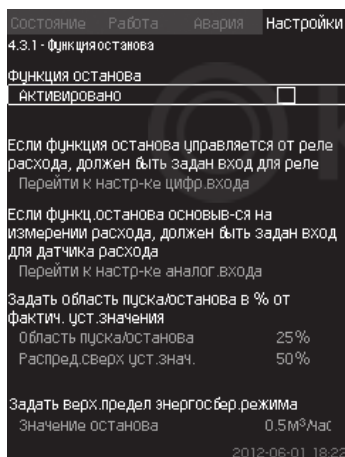 Состояние Работа Авария Настройки
4.3.1 - Функция останова
Функция останова
Активировано
Если функция останова управляется от реле
расхода, должен быть задан вход для реле
Перейти к настр-ке цифр.входа
Если функц.останова основыв-ся на
измерении расхода, должен быть задан вход
для датчика расхода
Перейти к настр-ке аналог.входа
Задать область пуска/останова в % от
фактич. уст.значения
Область пуска/останова 25%
Распред.сверх уст.знач. 50%
Задать верх.предел энергосбер.режима
Значение останова 0.5м³/час
2012-06-01 18:22